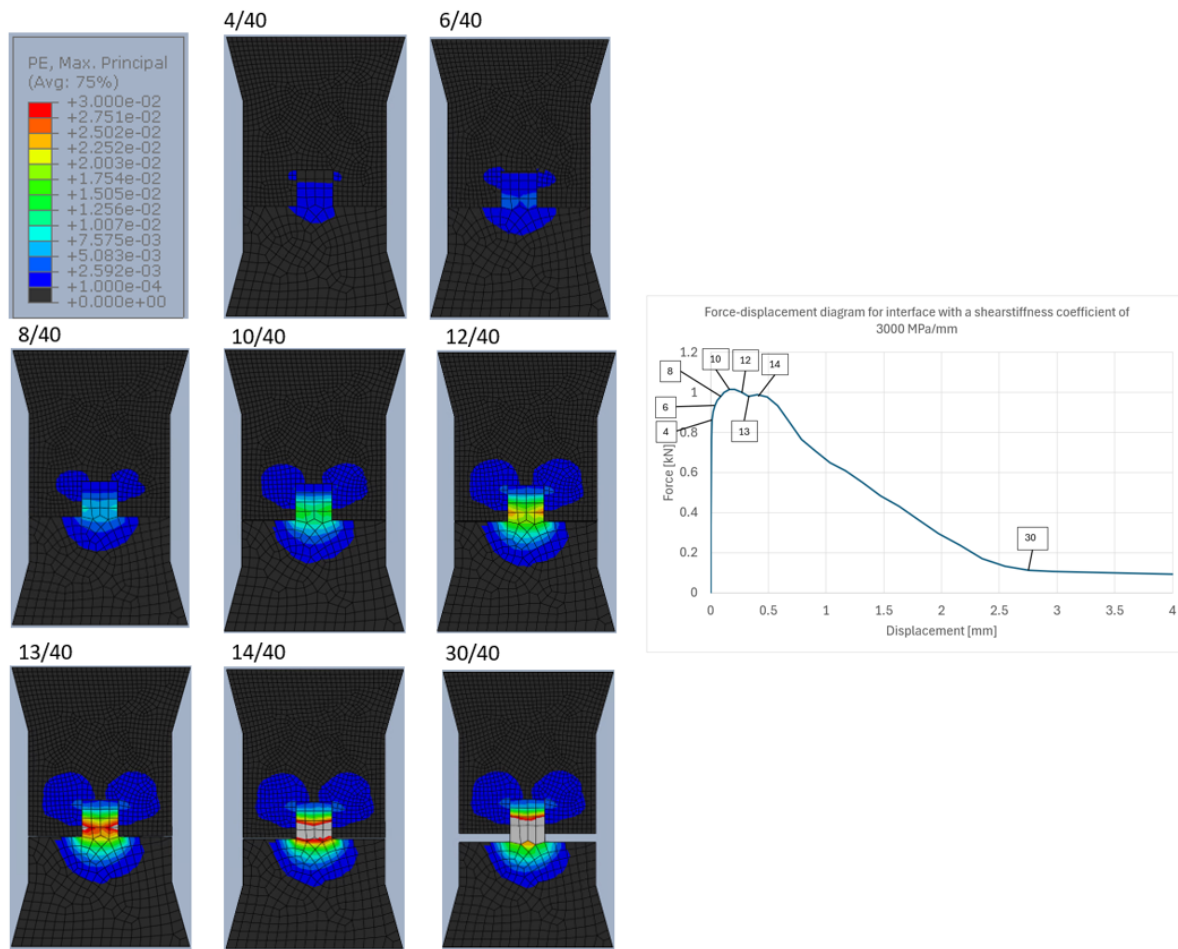 4/40
6/40
PE, Max. Principal
(Avg: 75%)
+3.000e-02
+2.751e-02
+2.502e-02
+2.252e-02
+2.003e-02
+1.754e-02
+1.505e-02
+1.256e-02
+1.007e-02
+7.575e-03
+5.083e-03
+2.592e-03
+1.000e-04
+0.000e+00
8/40
10/40
12/40
13/40
14/40
30/40
Force-displacement diagram for interface with a shearstiffness coefficient of
3000 MPa/mm
Force [kN]
1.2
1
0.8
0.6
0.4
0.2
0
8
10
12
14
6
4
13
30
0
0.5
1
1.5
2
2.5
3
3.5
4
Displacement [mm]